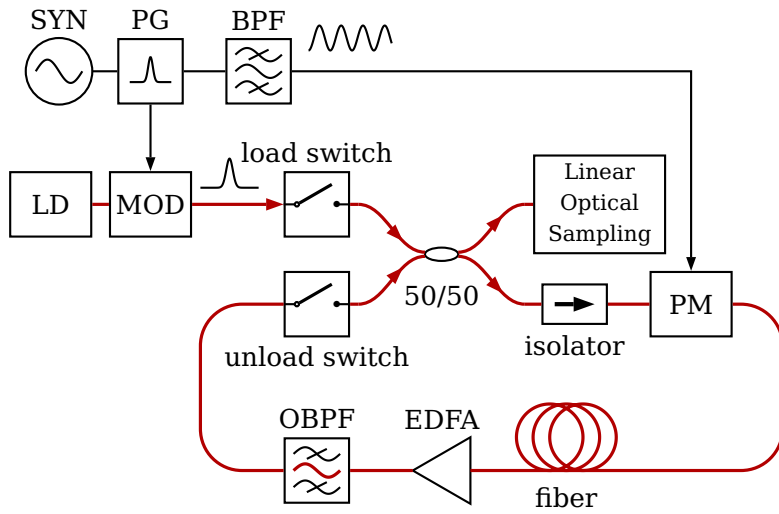 SYN
PG
BPF
LD
MOD
load switch
Linear
Optical
Sampling
50/50
unload switch
isolator
PM
OBPF
EDFA
fiber